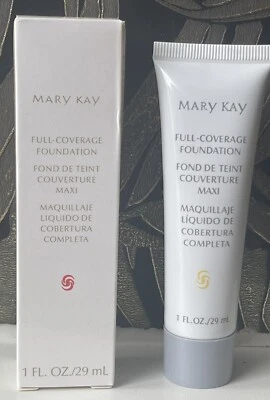 MARY KAY
FULL-COVERAGE
FOUNDATION
FOND DE TEINT
COUVERTURE
MAXI
MAQUILLAJE
LÍQUIDO DE
COBERTURA
COMPLETA
1 FL. OZ./29 mL
MARY KAY
FULL-COVERAGE
FOUNDATION
FOND DE TEINT
COUVERTURE
MAXI
MAQUILLAJE
LÍQUIDO DE
COBERTURA
COMPLETA
1 FL. OZ./29 mL